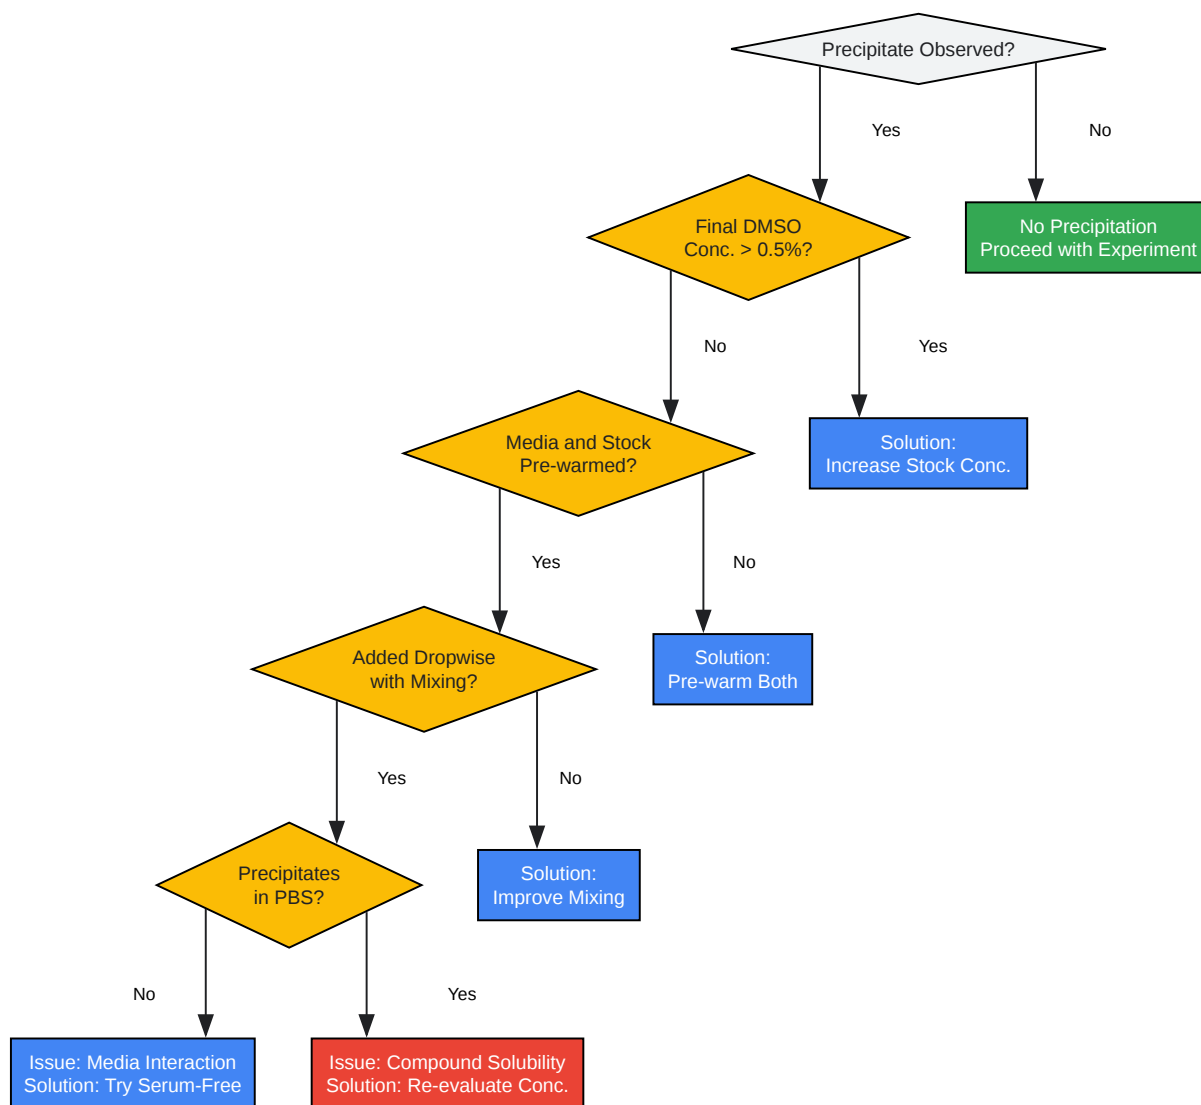 Precipitate Observed?
Yes
No
Final DMSO
Conc. > 0.5%?
No Precipitation
Proceed with Experiment
No
Yes
Media and Stock
Pre-warmed?
Solution:
Increase Stock Conc.
Yes
No
Added Dropwise
with Mixing?
Solution:
Pre-warm Both
Yes
No
Precipitates
in PBS?
Solution:
Improve Mixing
No
Yes
Issue: Media Interaction
Solution: Try Serum-Free
Issue: Compound Solubility
Solution: Re-evaluate Conc.